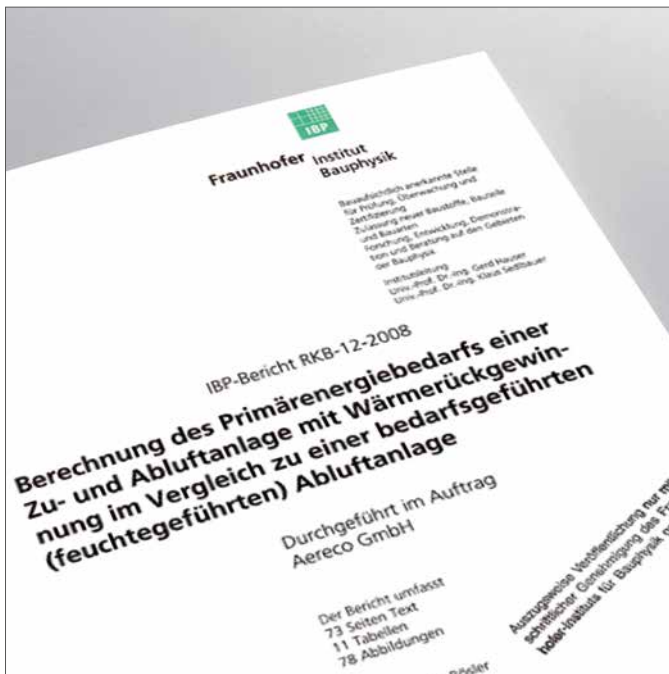 IBP
Fraunhofer Institut
Bauphysik
Bauaufsichtlich anerkannte Stelle
für Prüfung, Überwachung und
Zertifizierung
Zulassung neuer Baustoffe, Bauteile
und Bauarten
Forschung, Entwicklung, Demonstra-
tion und Beratung auf den Gebieten
der Bauphysik
Institutsleitung
Univ.-Prof. Dr.-Ing. Gerd Hauser
Univ.-Prof. Dr.-Ing. Klaus Sedlbauer
IBP-Bericht RKB-12-2008
Berechnung des Primärenergiebedarfs einer
Zu- und Abluftanlage mit Wärmerückgewin-
nung im Vergleich zu einer bedarfsgeführten
(feuchtegeführten) Abluftanlage
Durchgeführt im Auftrag
Aereco GmbH
Der Bericht umfasst
73 Seiten Text
11 Tabellen
78 Abbildungen
Auszugsweise Veröffentlichung nur
schriftlicher Genehmigung des
hofer-Instituts für Bauphysik